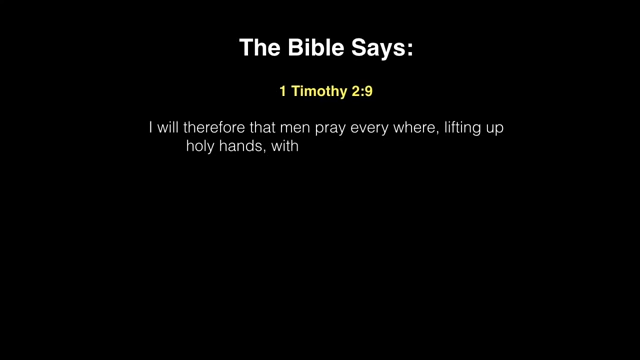 The Bible Says:
1 Timothy 2:9
I will therefore that men pray every where, lifting up
holy hands, with